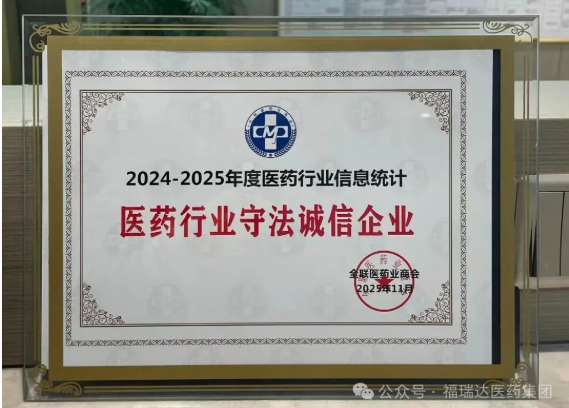 2024-2025年度医药行业信息统计
医药行业守法诚信企业
全联医药业商会
2025年11月
公众号·福瑞达医药集团